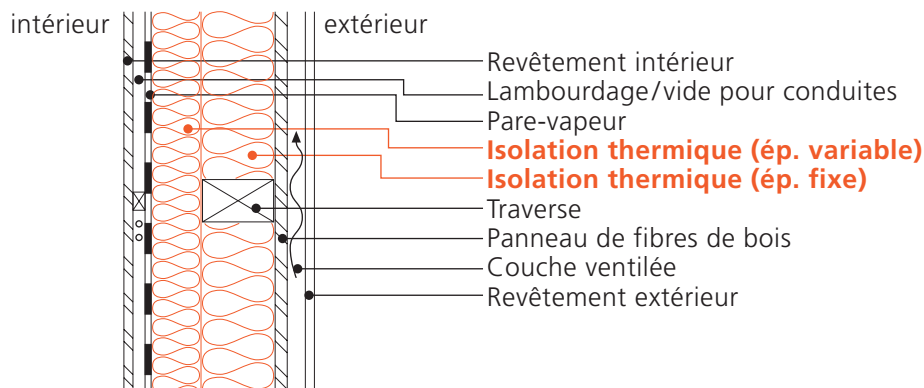 intérieur
extérieur
Revêtement intérieur
Lambourdage/vide pour conduites
Pare-vapeur
Isolation thermique (ép. variable)
Isolation thermique (ép. fixe)
Traverse
Panneau de fibres de bois
Couche ventilée
Revêtement extérieur